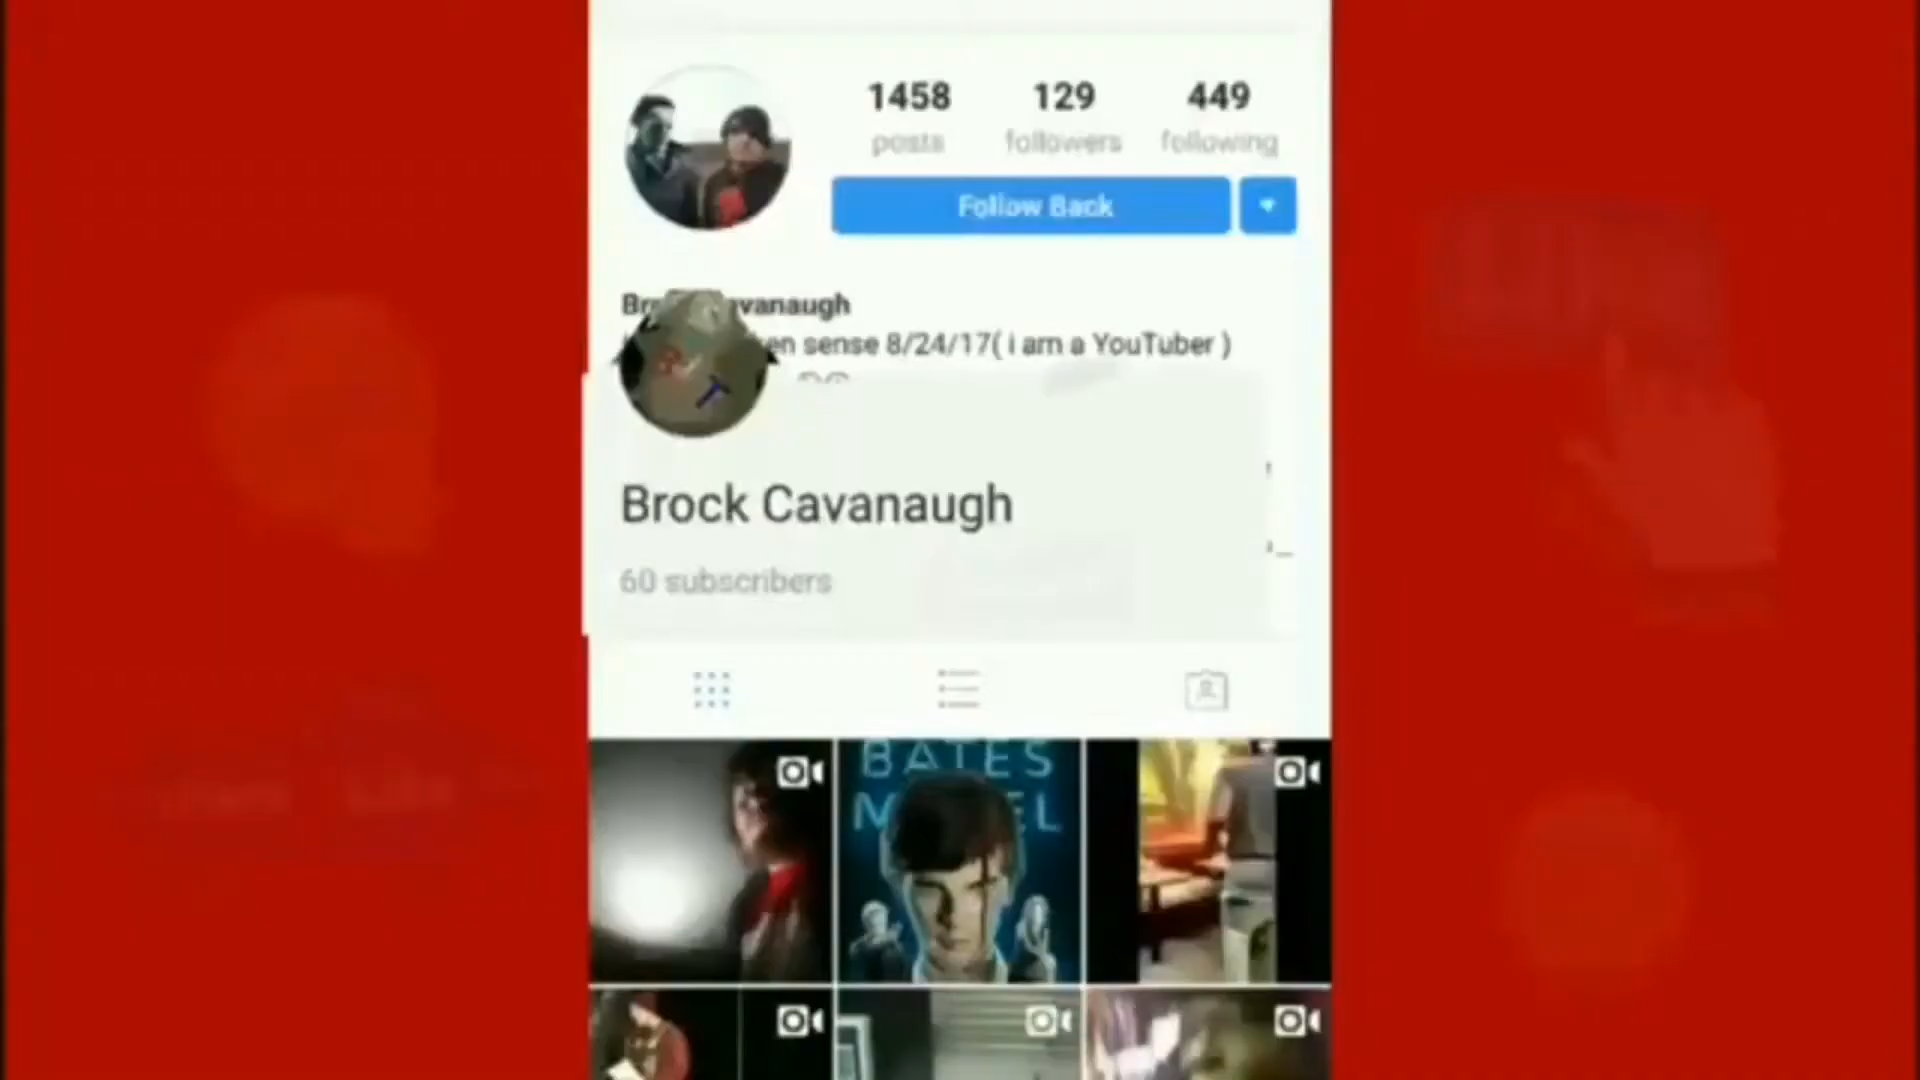 1458 129 449
posts followers following
Follow Back
vanaugh
en sense 8/24/17( i am a YouTuber )
R
T
Brock Cavanaugh
60 subscribers
BATES
M EL